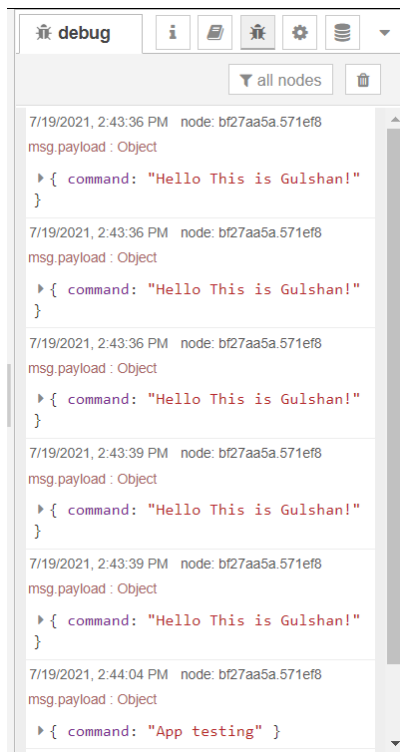 debug
all nodes
7/19/2021, 2:43:36 PM node: bf27aa5a.571ef8
msg.payload : Object
{ command: "Hello This is Gulshan!"
}
7/19/2021, 2:43:36 PM node: bf27aa5a.571ef8
msg.payload : Object
{ command: "Hello This is Gulshan!"
}
7/19/2021, 2:43:36 PM node: bf27aa5a.571ef8
msg.payload : Object
{ command: "Hello This is Gulshan!"
}
7/19/2021, 2:43:39 PM node: bf27aa5a.571ef8
msg.payload : Object
{ command: "Hello This is Gulshan!"
}
7/19/2021, 2:43:39 PM node: bf27aa5a.571ef8
msg.payload : Object
{ command: "Hello This is Gulshan!"
}
7/19/2021, 2:44:04 PM node: bf27aa5a.571ef8
msg.payload : Object
{ command: "App testing" }